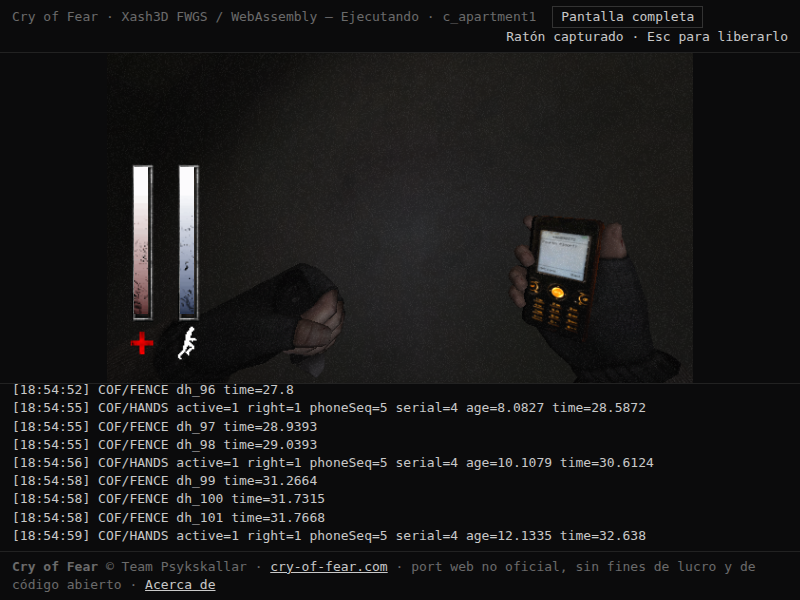 Cry of Fear · Xash3D FWGS / WebAssembly — Ejecutando · c_apartment1
Pantalla completa
Ratón capturado · Esc para liberarlo
[18:54:52] COF/FENCE dh_96 time=27.8
[18:54:55] COF/HANDS active=1 right=1 phoneSeq=5 serial=4 age=8.0827 time=28.5872
[18:54:55] COF/FENCE dh_97 time=28.9393
[18:54:55] COF/FENCE dh_98 time=29.0393
[18:54:56] COF/HANDS active=1 right=1 phoneSeq=5 serial=4 age=10.1079 time=30.6124
[18:54:58] COF/FENCE dh_99 time=31.2664
[18:54:58] COF/FENCE dh_100 time=31.7315
[18:54:58] COF/FENCE dh_101 time=31.7668
[18:54:59] COF/HANDS active=1 right=1 phoneSeq=5 serial=4 age=12.1335 time=32.638
Cry of Fear © Team Psykskallar · cry-of-fear.com · port web no oficial, sin fines de lucro y de
código abierto · Acerca de